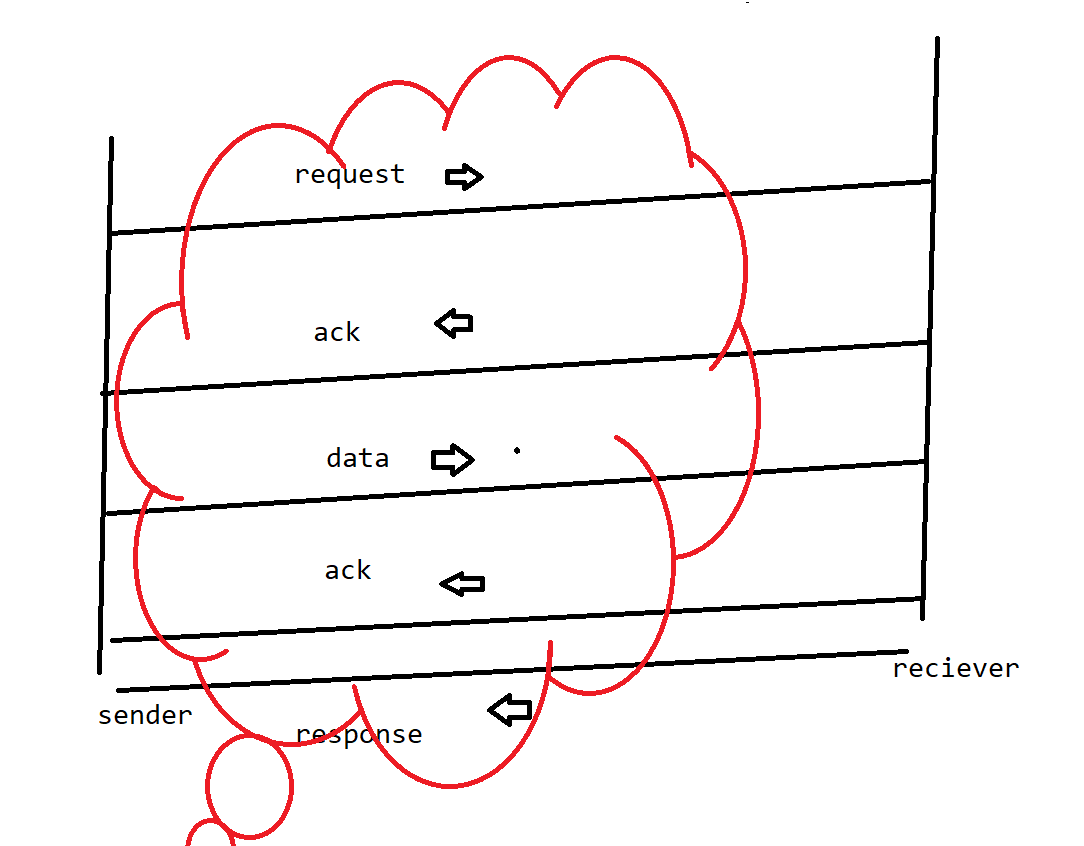 request
ack
data
ack
reciever
sender
response